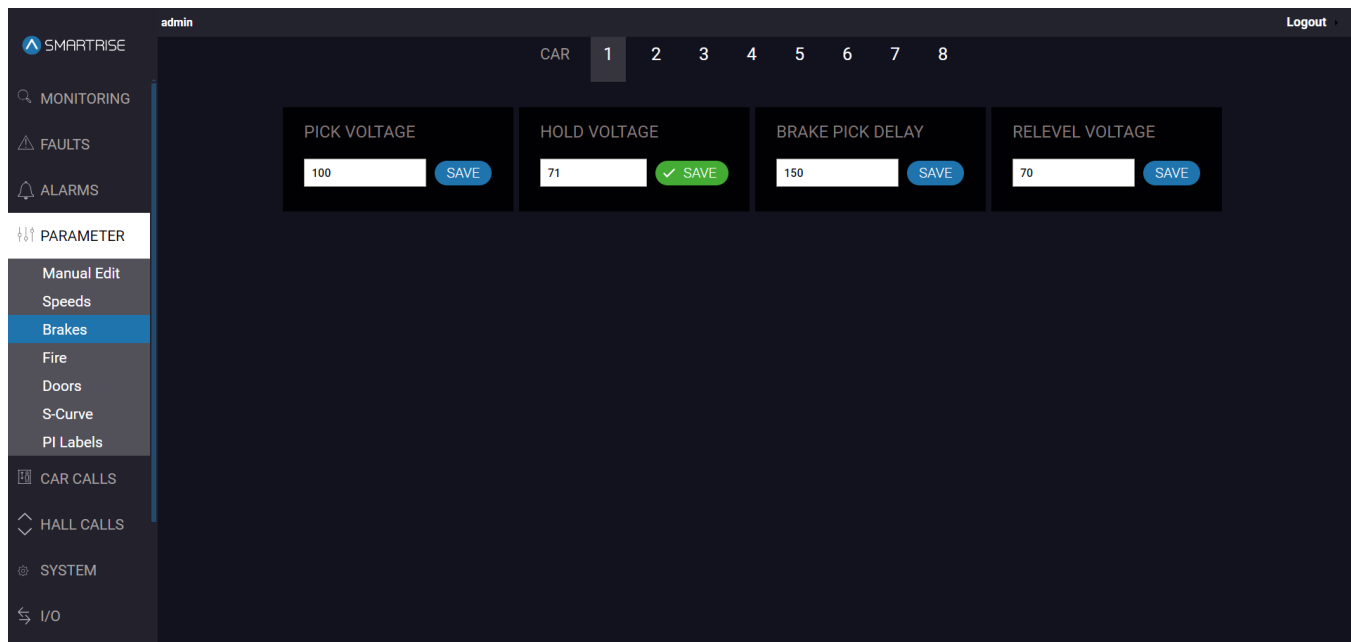 admin
Logout
SMARTRISE
CAR 1 2 3 4 5 6 7 8
MONITORING
FAULTS
ALARMS
PARAMETER
Manual Edit
Speeds
Brakes
Fire
Doors
S-Curve
PI Labels
CAR CALLS
HALL CALLS
SYSTEM
I/O
PICK VOLTAGE
100 SAVE
HOLD VOLTAGE
71 SAVE
BRAKE PICK DELAY
150 SAVE
RELEVEL VOLTAGE
70 SAVE